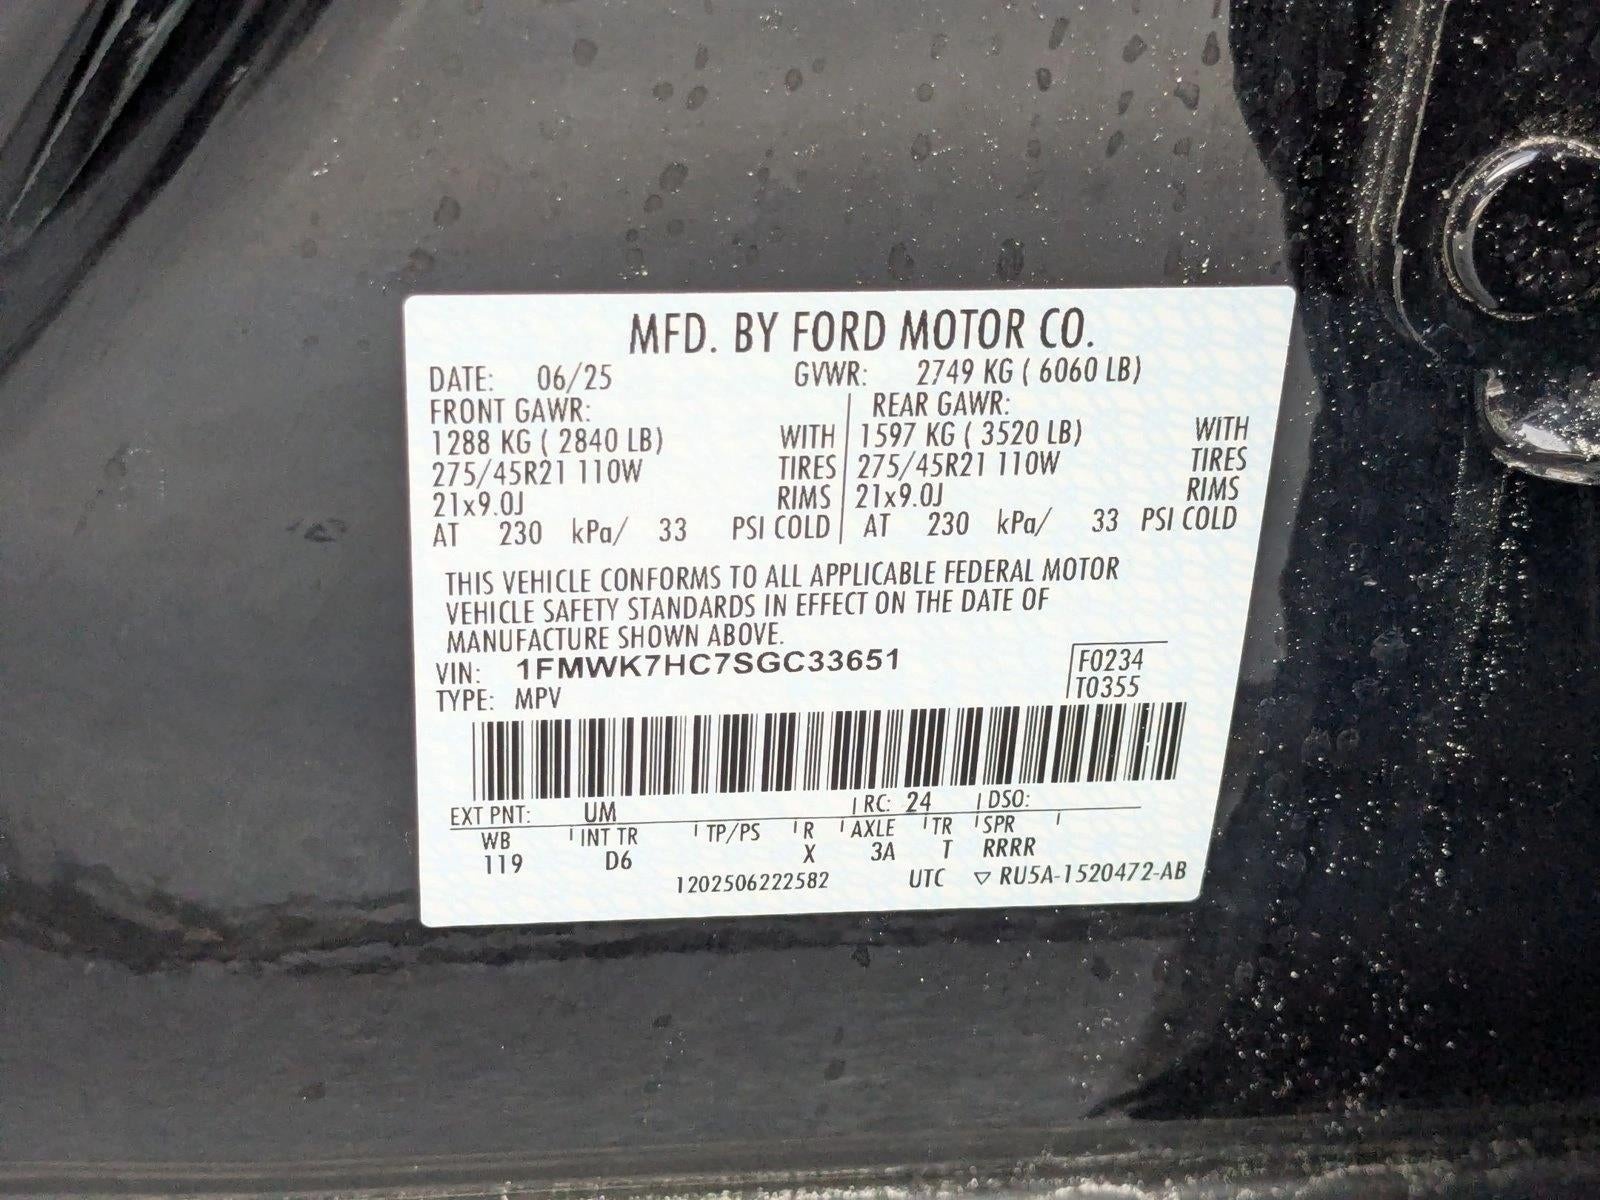 MFD. BY FORD MOTOR CO.
DATE: 06/25 GVWR: 2749 KG ( 6060 LB)
FRONT GAWR: REAR GAWR:
1288 KG ( 2840 LB) WITH 1597 KG ( 3520 LB) WITH
275/45R21 110W TIRES 275/45R21 110W TIRES
21x9.0J RIMS 21x9.0J RIMS
AT 230 kPa/ 33 PSI COLD AT 230 kPa/ 33 PSI COLD
THIS VEHICLE CONFORMS TO ALL APPLICABLE FEDERAL MOTOR
VEHICLE SAFETY STANDARDS IN EFFECT ON THE DATE OF
MANUFACTURE SHOWN ABOVE.
VIN: 1FMWK7HC7SGC33651 F0234
TYPE: MPV T0355
EXT PNT: UM RC: 24 DSO:
WB INT TR TP/PS R AXLE TR SPR
119 D6 X 3A T RRRR
1202506222582 UTC ▽ RU5A-1520472-AB